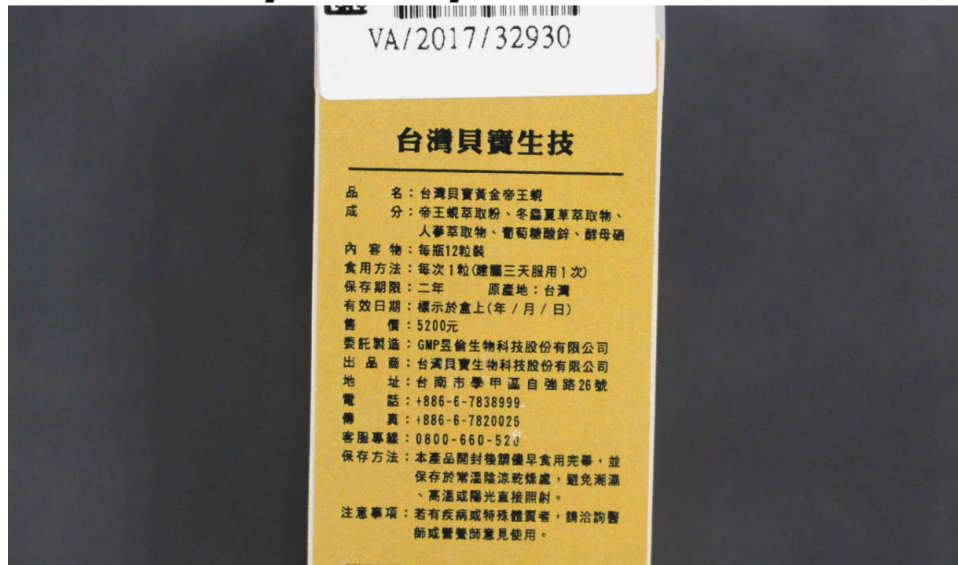 VA/2017/32930
台灣貝寶生技
品 名：台灣貝寶黃金帝王蜆
成 分：帝王蜆萃取粉、冬蟲夏草萃取物、
人蔘萃取物、葡萄糖酸鋅、酵母硒
內 容 物：每瓶12粒裝
食用方法：每次1粒(建議三天服用1次)
保存期限：二年 原產地：台灣
有效日期：標示於盒上(年/月/日)
售 價：5200元
委託製造：GMP昱倫生物科技股份有限公司
出 品 商：台灣貝寶生物科技股份有限公司
地 址：台南市學甲區自強路26號
電 話：+886-6-7838999
傳 真：+886-6-7820026
客服專線：0800-660-520
保存方法：本產品開封後請儘早食用完畢，並
保存於常溫陰涼乾燥處，避免潮濕
、高溫或陽光直接照射。
注意事項：若有疾病或特殊體質者，請洽詢醫
師或營養師意見使用。